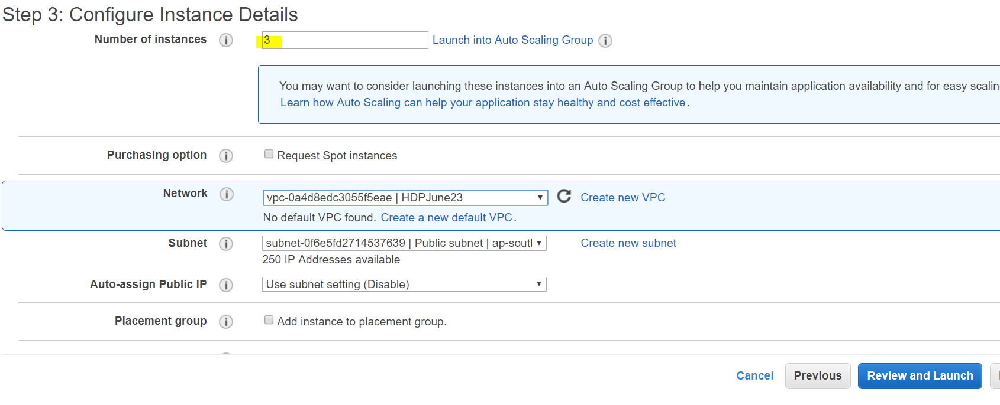 Step 3: Configure Instance Details
Number of instances
3
Launch into Auto Scaling Group
You may want to consider launching these instances into an Auto Scaling Group to help you maintain application availability and for easy scalin
Learn how Auto Scaling can help your application stay healthy and cost effective.
Purchasing option
Request Spot instances
Network
vpc-0a4d8edc3055f5eae | HDPJune23
Create new VPC
No default VPC found. Create a new default VPC.
Subnet
subnet-0f6e5fd2714537639 | Public subnet | ap-sout
Create new subnet
250 IP Addresses available
Auto-assign Public IP
Use subnet setting (Disable)
Placement group
Add instance to placement group.
Cancel
Previous
Review and Launch